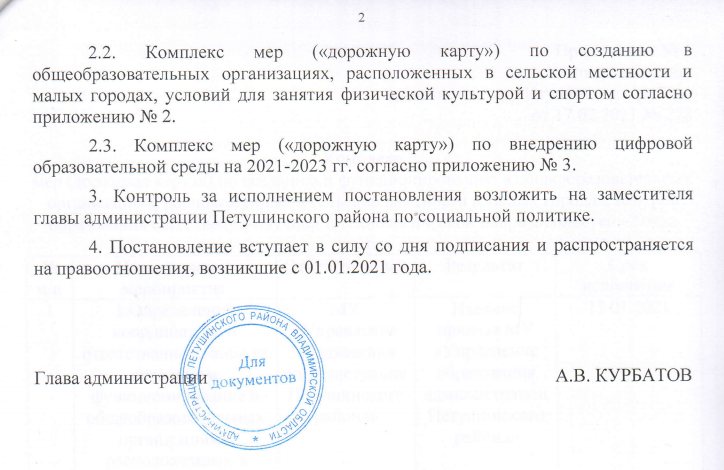 2
2.2. Комплекс мер («дорожную карту») по созданию в
общеобразовательных организациях, расположенных в сельской местности и
малых городах, условий для занятия физической культурой и спортом согласно
приложению № 2.
2.3. Комплекс мер («дорожную карту») по внедрению цифровой
образовательной среды на 2021-2023 гг. согласно приложению № 3.
3. Контроль за исполнением постановления возложить на заместителя
главы администрации Петушинского района по социальной политике.
4. Постановление вступает в силу со дня подписания и распространяется
на правоотношения, возникшие с 01.01.2021 года.
АДМИНИСТРАЦИЯ ПЕТУШИНСКОГО РАЙОНА ВЛАДИМИРСКОЙ ОБЛАСТИ
Для
документов
Глава администрации А.В. КУРБАТОВ